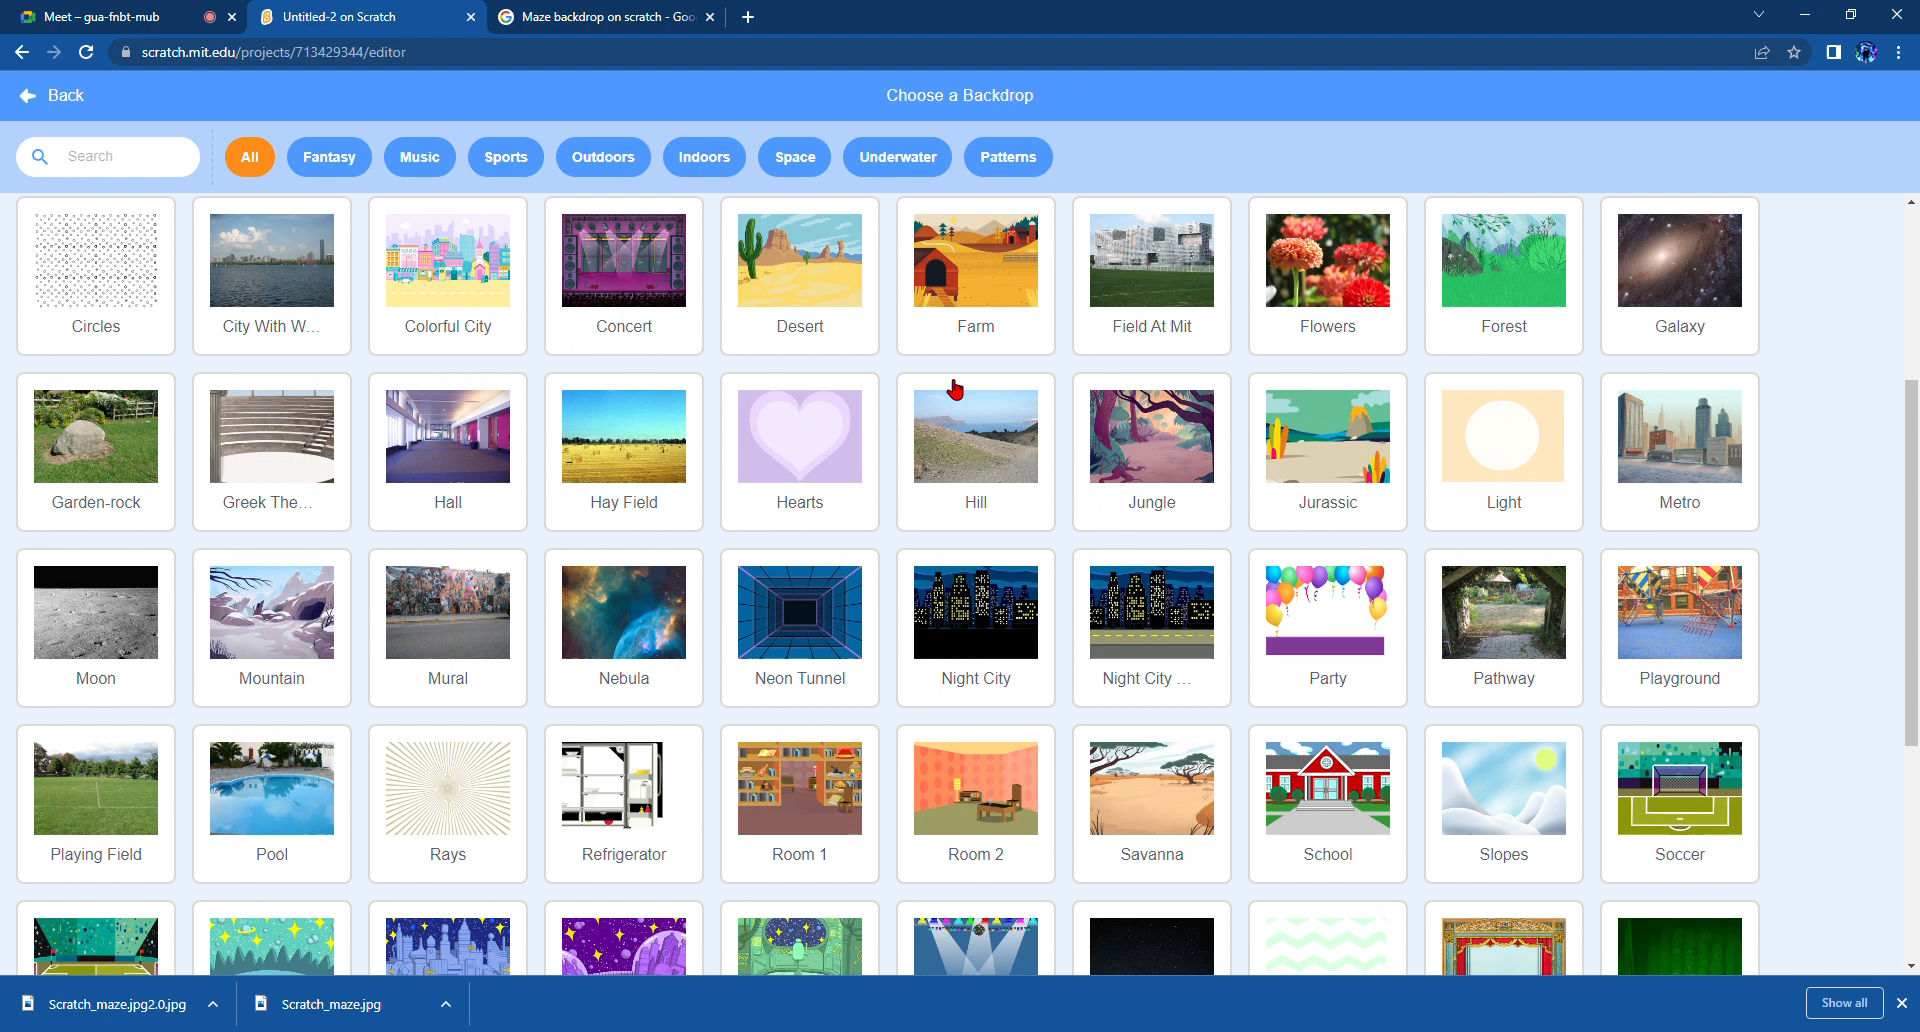 Meet – gua-fnbt-mub
Untitled-2 on Scratch
Maze backdrop on scratch - Goo
scratch.mit.edu/projects/713429344/editor
Back
Choose a Backdrop
Search
All
Fantasy
Music
Sports
Outdoors
Indoors
Space
Underwater
Patterns
Circles
City With W...
Colorful City
Concert
Desert
Farm
Field At Mit
Flowers
Forest
Galaxy
Garden-rock
Greek The...
Hall
Hay Field
Hearts
Hill
Jungle
Jurassic
Light
Metro
Moon
Mountain
Mural
Nebula
Neon Tunnel
Night City
Night City ...
Party
Pathway
Playground
Playing Field
Pool
Rays
Refrigerator
Room 1
Room 2
Savanna
School
Slopes
Soccer
Scratch_maze.jpg2.0.jpg
Scratch_maze.jpg
Show all